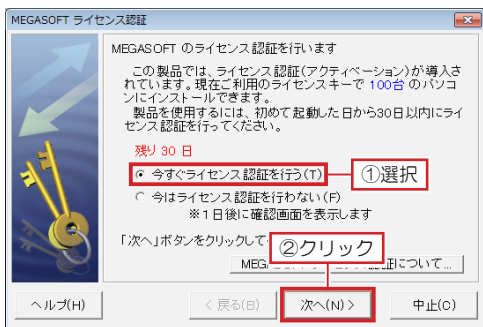 MEGASOFT ライセンス認証
MEGASOFT のライセンス認証を行います
この製品では、ライセンス認証(アクティベーション)が導入さ
れています。現在ご利用のライセンスキーで 100台 のパソコ
ンにインストールできます。
製品を使用するには、初めて起動した日から30日以内にライ
センス認証を行ってください。
残り 30 日
今すぐライセンス認証を行う(T)
①選択
今はライセンス認証を行わない(F)
※1日後に確認画面を表示します
「次へ」ボタンをクリックして
②クリック
MEG
証について...
ヘルプ(H)
< 戻る(B)
次へ(N) >
中止(C)